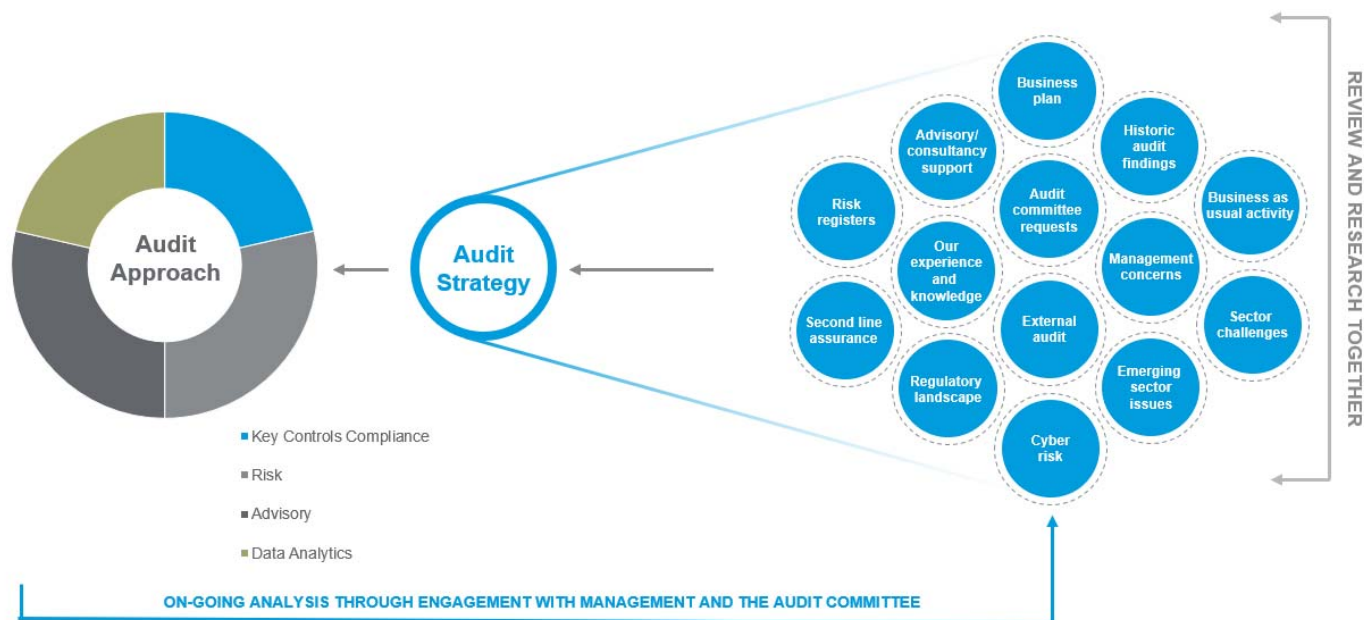 Audit
Approach
Key Controls Compliance
Risk
Advisory
Data Analytics
Audit
Strategy
Business
plan
Advisory/
consultancy
support
Historic
audit
findings
Risk
registers
Audit
committee
requests
Business as
usual activity
Our
experience
and
knowledge
Management
concerns
Second line
assurance
External
audit
Sector
challenges
Regulatory
landscape
Emerging
sector
issues
Cyber
risk
REVIEW AND RESEARCH TOGETHER
ON-GOING ANALYSIS THROUGH ENGAGEMENT WITH MANAGEMENT AND THE AUDIT COMMITTEE